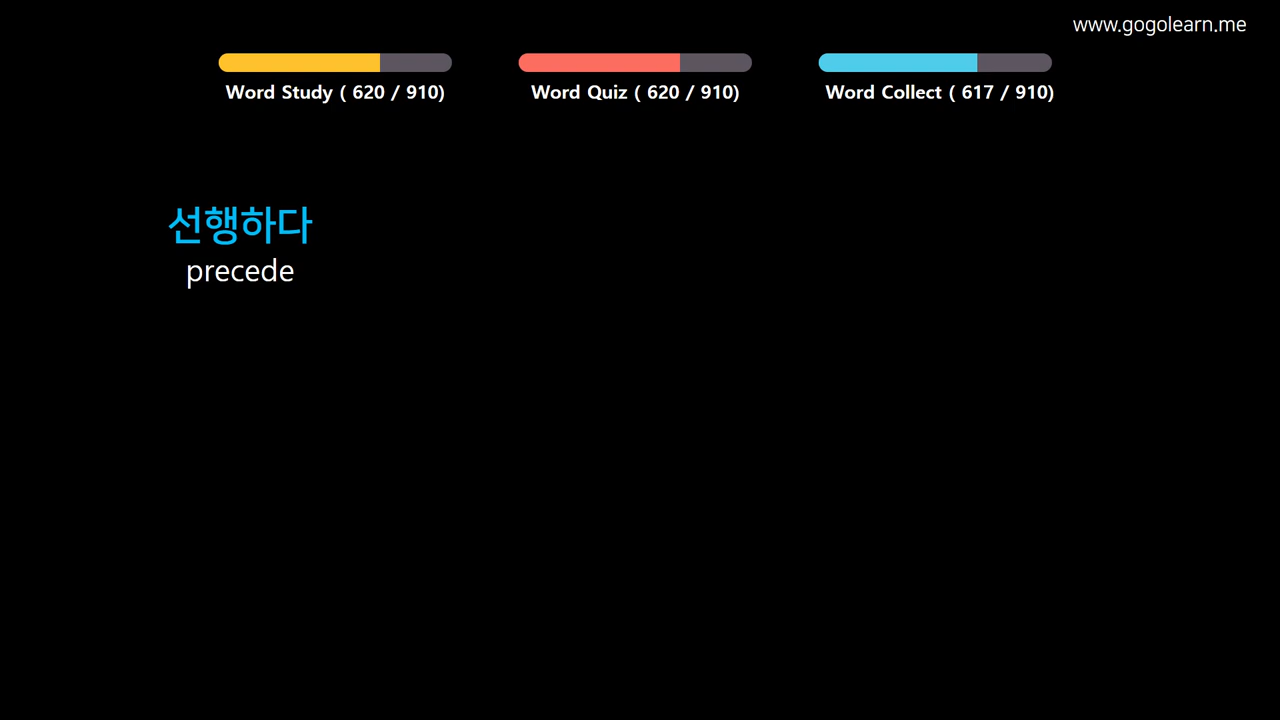 www.gogolearn.me
Word Study ( 620 / 910)
Word Quiz ( 620 / 910)
Word Collect ( 617 / 910)
선행하다
precede